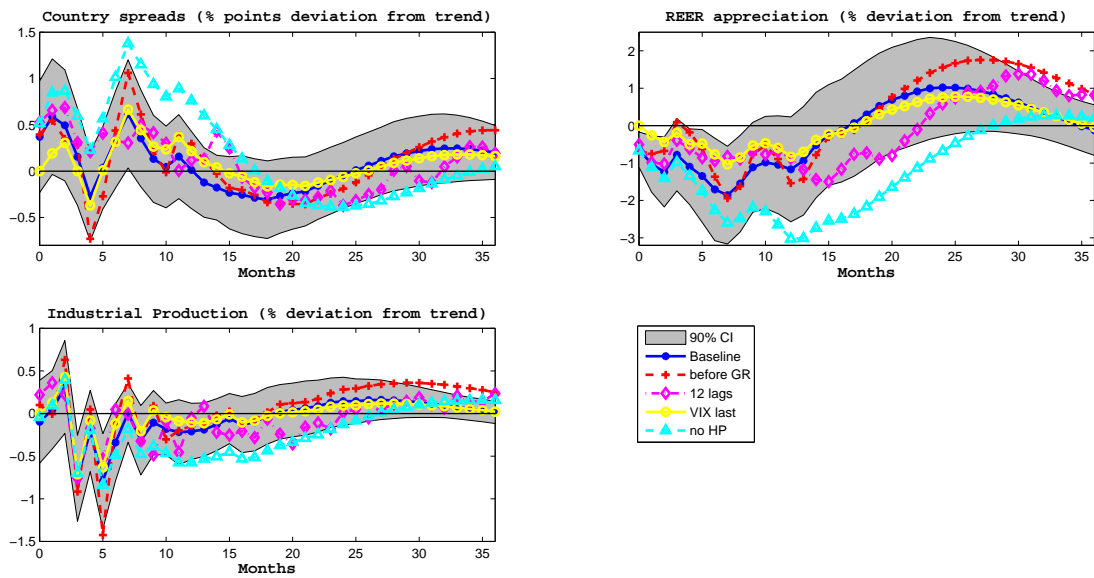 Country spreads (% points deviation from trend)
1.5
1
0.5
0
−0.5
0 5 10 15 20 25 30 35
Months
REER appreciation (% deviation from trend)
2
1
0
−1
−2
−3
0 5 10 15 20 25 30 35
Months
Industrial Production (% deviation from trend)
1
0.5
0
−0.5
−1
−1.5
0 5 10 15 20 25 30 35
Months
90% CI
Baseline
before GR
12 lags
VIX last
no HP